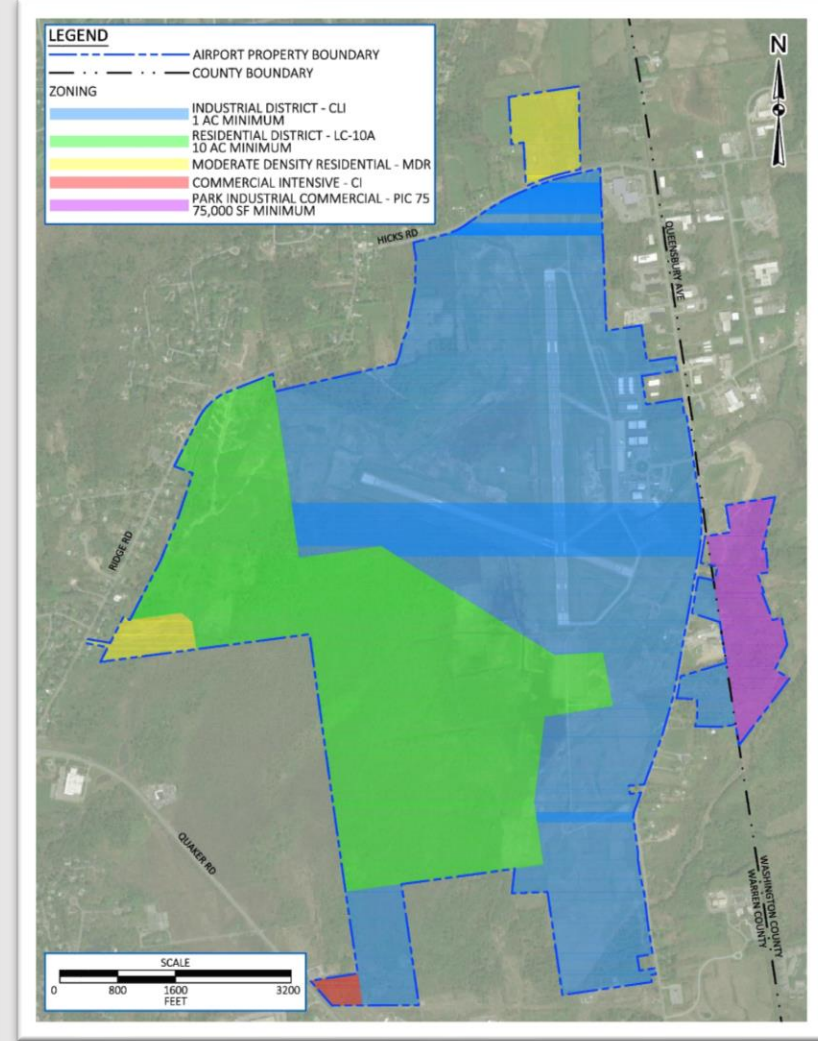 LEGEND
AIRPORT PROPERTY BOUNDARY
COUNTY BOUNDARY
ZONING
INDUSTRIAL DISTRICT - CLI
1 AC MINIMUM
RESIDENTIAL DISTRICT - LC-10A
10 AC MINIMUM
MODERATE DENSITY RESIDENTIAL - MDR
COMMERCIAL INTENSIVE - CI
PARK INDUSTRIAL COMMERCIAL - PIC 75
75,000 SF MINIMUM
N
HICKS RD
QUEENSBURY AVE
RIDGE RD
QUAKER RD
WASHINGTON COUNTY
WARREN COUNTY
SCALE
0 800 1600 3200
FEET